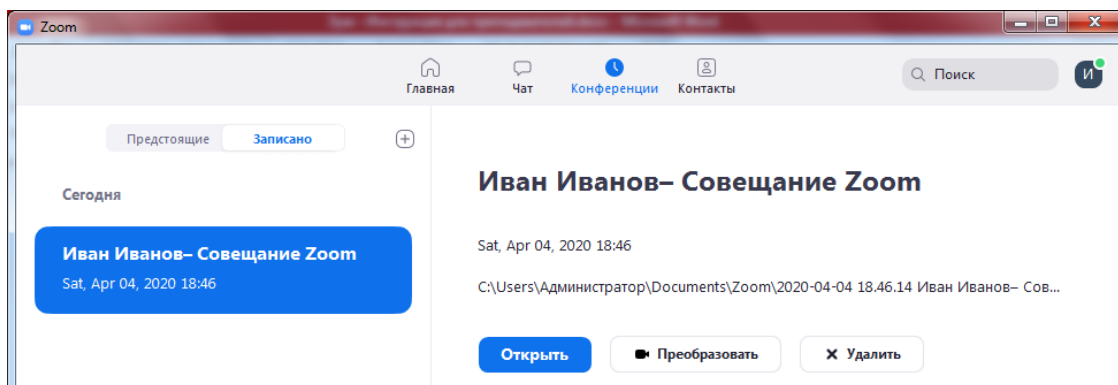 Zoom
Главная
Чат
Конференции
Контакты
Поиск
И
Предстоящие
Записано
Сегодня
Иван Иванов– Совещание Zoom
Sat, Apr 04, 2020 18:46
Иван Иванов– Совещание Zoom
Sat, Apr 04, 2020 18:46
C:\Users\Администратор\Documents\Zoom\2020-04-04 18.46.14 Иван Иванов– Сов...
Открыть
Преобразовать
Удалить